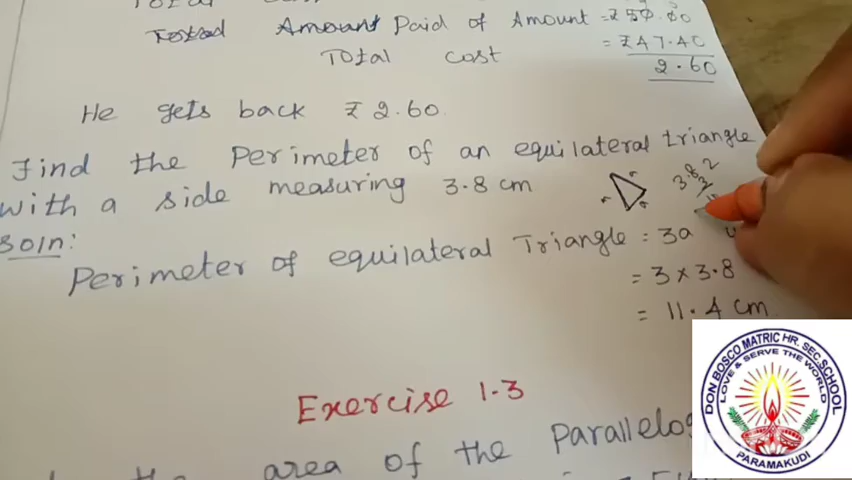 Total Amount Paid of Amount = ₹50.00
Total cost = ₹47.40
2.60
He gets back ₹2.60.
Find the Perimeter of an equilateral triangle
with a side measuring 3.8 cm
Soln:
Perimeter of equilateral Triangle = 3a
= 3 × 3.8
= 11.4 cm
Exercise 1.3
area of the Parallelog
DON BOSCO MATRIC HR. SEC. SCHOOL
LOVE & SERVE THE WORLD
PARAMAKUDI